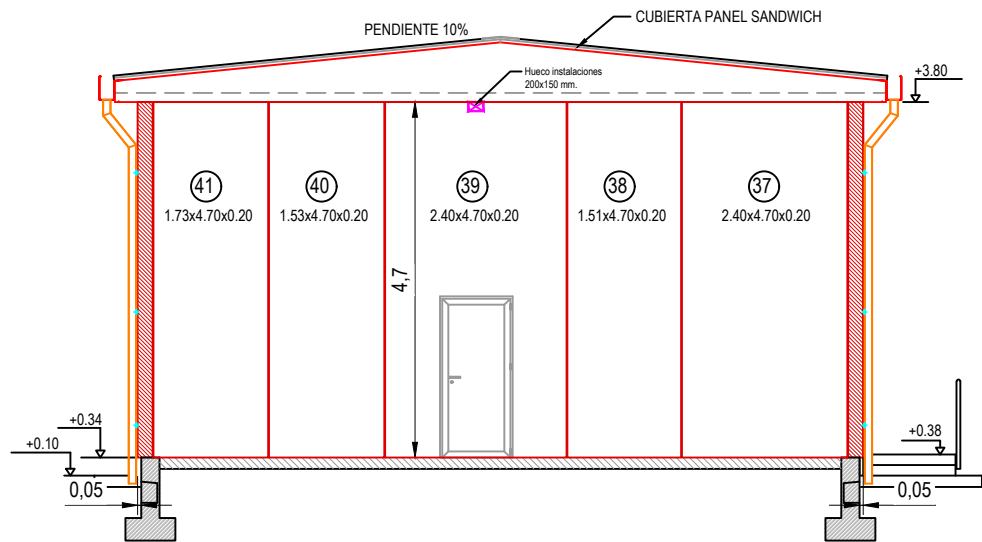 CUBIERTA PANEL SANDWICH
PENDIENTE 10%
Hueco instalaciones
200x150 mm.
+3.80
41
1.73x4.70x0.20
40
1.53x4.70x0.20
39
2.40x4.70x0.20
38
1.51x4.70x0.20
37
2.40x4.70x0.20
4,7
+0.34
+0.10
+0.38
0,05
0,05